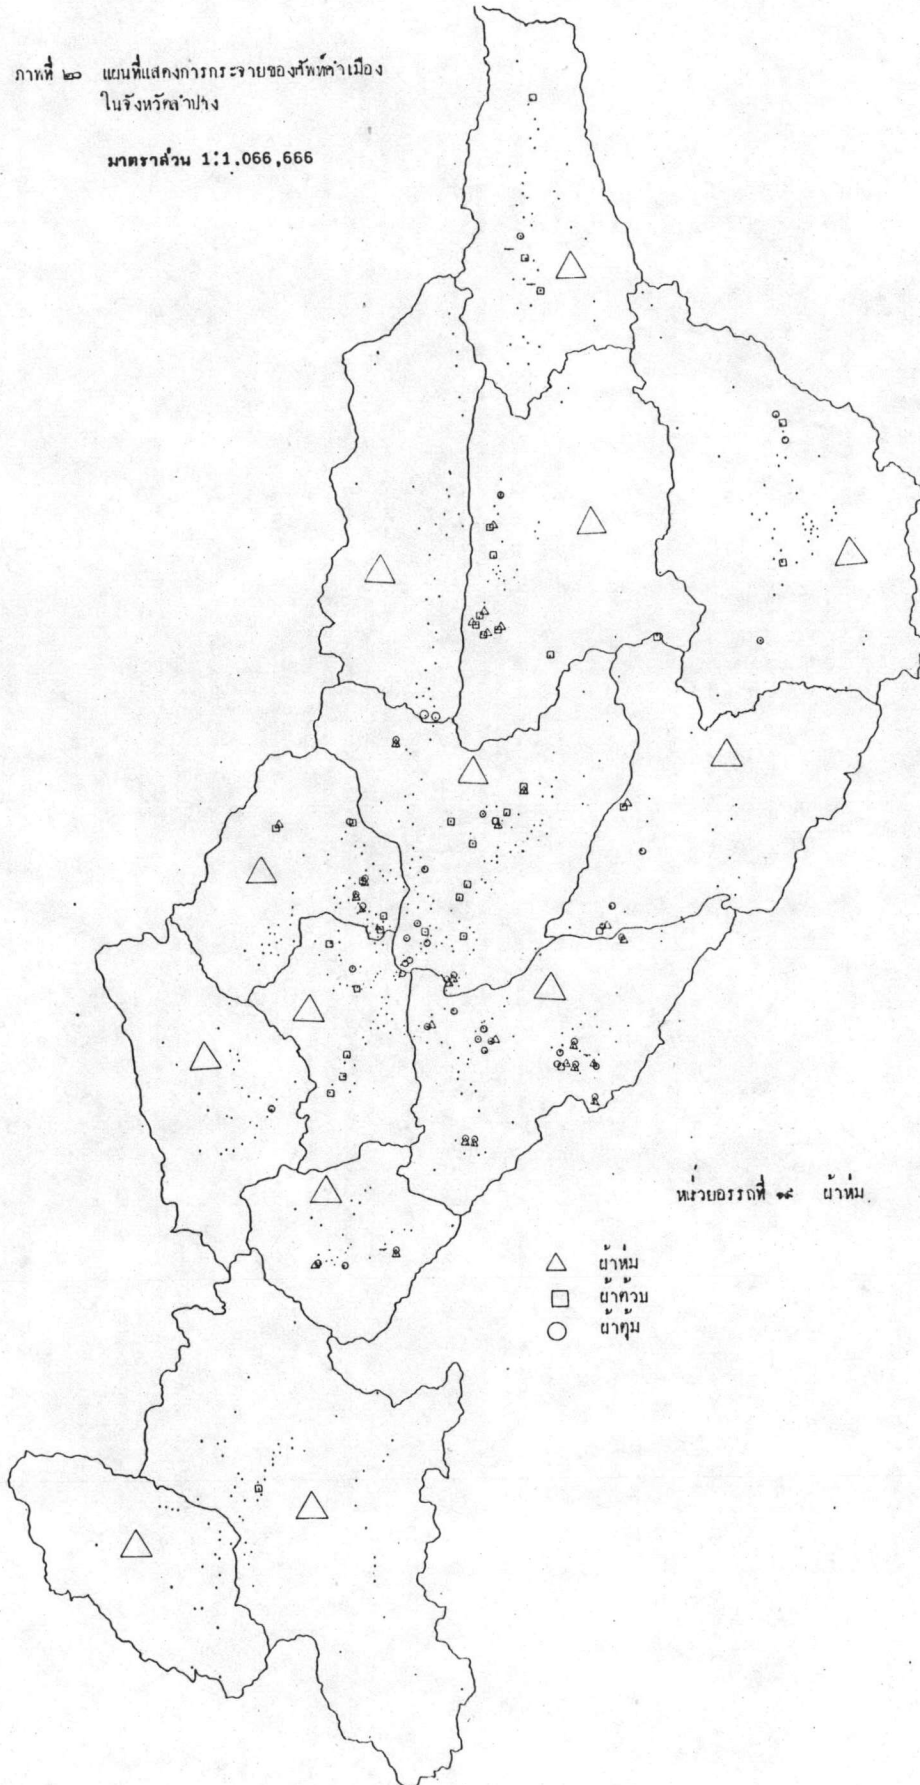 ภาพที่ ๒๐ แผนที่แสดงการกระจายของศัพท์คำเมือง
ในจังหวัดลำปาง
มาตราส่วน 1:1,066,666
หน่วยอรรถที่ ๑๙ ผ้าห่ม
ผ้าห่ม
ผ้าต้วบ
ผ้าตุ้ม